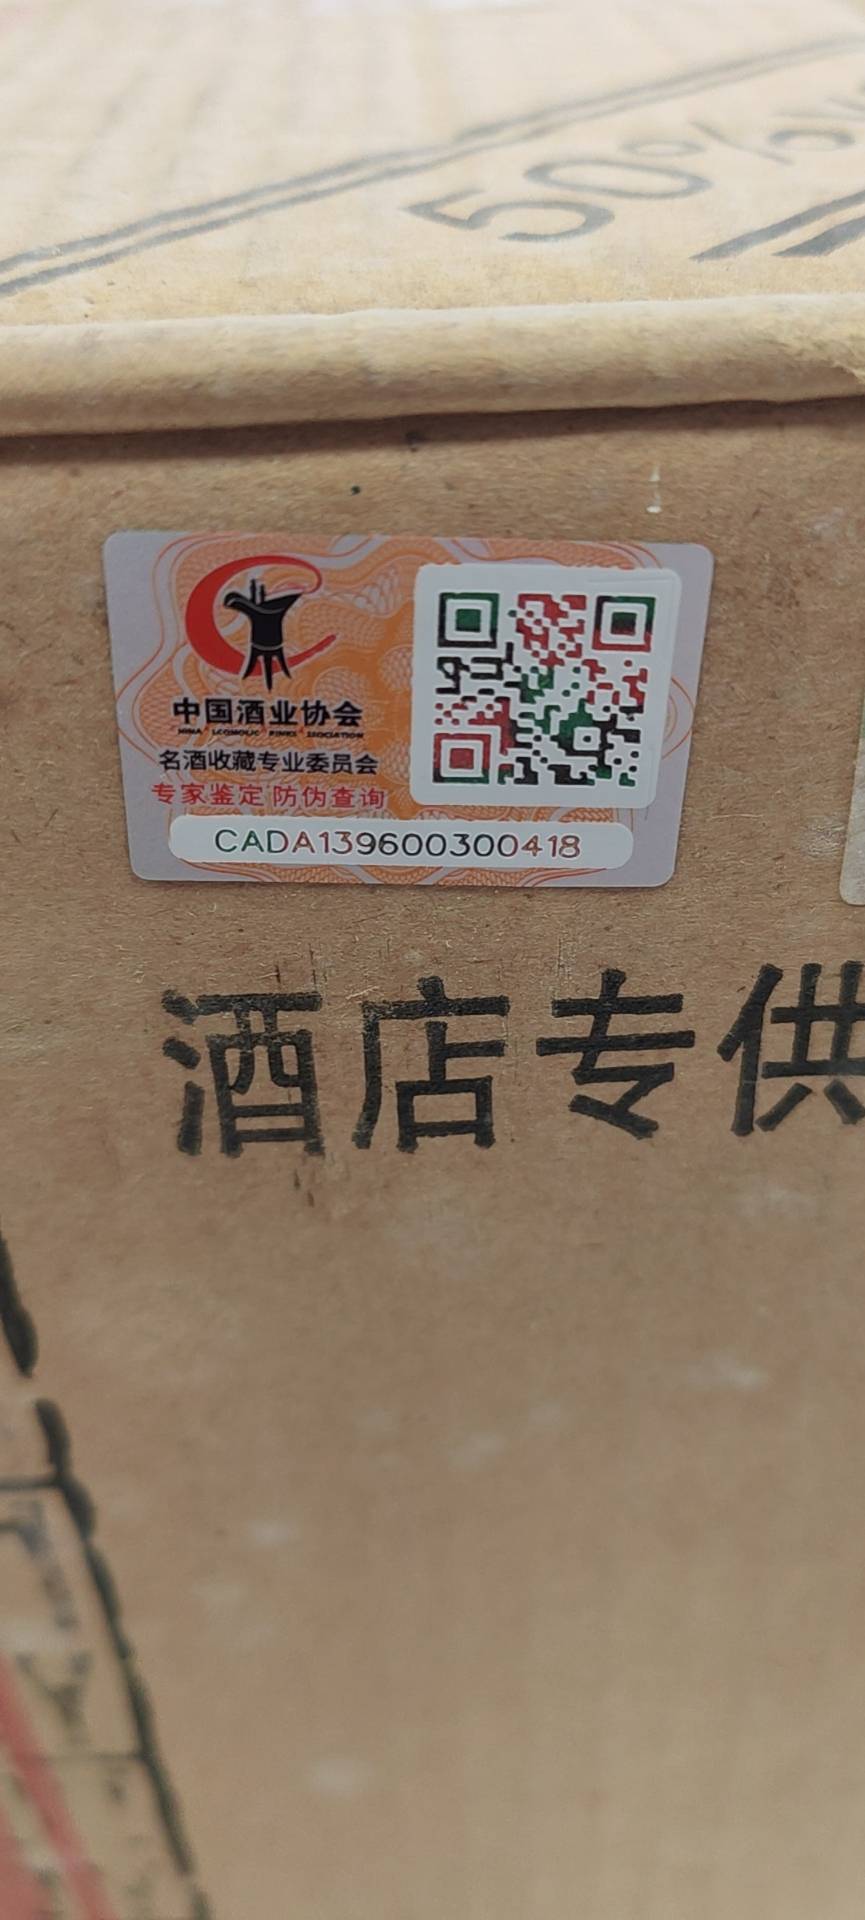 50%
中国酒业协会
名酒收藏专业委员会
专家鉴定 防伪查询
CADA139600300418
酒店专供